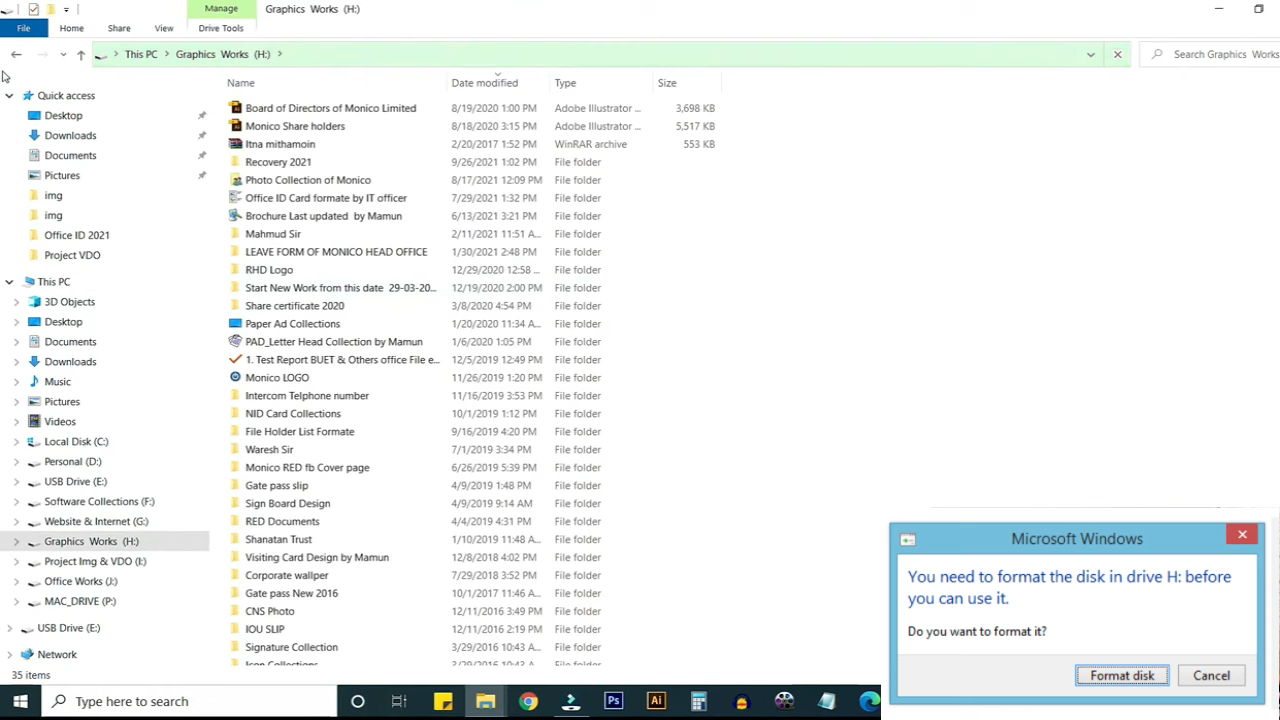 Manage
Graphics Works (H:)
File
Home
Share
View
Drive Tools
This PC
Graphics Works (H:)
Search Graphics Works
Quick access
Desktop
Downloads
Documents
Pictures
img
img
Office ID 2021
Project VDO
This PC
3D Objects
Desktop
Documents
Downloads
Music
Pictures
Videos
Local Disk (C:)
Personal (D:)
USB Drive (E:)
Software Collections (F:)
Website & Internet (G:)
Graphics Works (H:)
Project Img & VDO (I:)
Office Works (J:)
MAC_DRIVE (P:)
USB Drive (E:)
Network
Name Date modified Type Size
Board of Directors of Monico Limited 8/19/2020 1:00 PM Adobe Illustrator ... 3,698 KB
Monico Share holders 8/18/2020 3:15 PM Adobe Illustrator ... 5,517 KB
Itna mithamoin 2/20/2017 1:52 PM WinRAR archive 553 KB
Recovery 2021 9/26/2021 1:02 PM File folder
Photo Collection of Monico 8/17/2021 12:09 PM File folder
Office ID Card formate by IT officer 7/29/2021 1:32 PM File folder
Brochure Last updated by Mamun 6/13/2021 3:21 PM File folder
Mahmud Sir 2/11/2021 11:51 A... File folder
LEAVE FORM OF MONICO HEAD OFFICE 1/30/2021 2:48 PM File folder
RHD Logo 12/29/2020 12:58 ... File folder
Start New Work from this date 29-03-20... 12/19/2020 2:00 PM File folder
Share certificate 2020 3/8/2020 4:54 PM File folder
Paper Ad Collections 1/20/2020 11:34 A... File folder
PAD_Letter Head Collection by Mamun 1/6/2020 1:05 PM File folder
1. Test Report BUET & Others office File e... 12/5/2019 12:49 PM File folder
Monico LOGO 11/26/2019 1:20 PM File folder
Intercom Telphone number 11/16/2019 3:53 PM File folder
NID Card Collections 10/1/2019 1:12 PM File folder
File Holder List Formate 9/16/2019 4:20 PM File folder
Waresh Sir 7/1/2019 3:34 PM File folder
Monico RED fb Cover page 6/26/2019 5:39 PM File folder
Gate pass slip 4/9/2019 1:48 PM File folder
Sign Board Design 4/9/2019 9:14 AM File folder
RED Documents 4/4/2019 4:31 PM File folder
Shanatan Trust 1/10/2019 11:48 A... File folder
Visiting Card Design by Mamun 12/8/2018 4:02 PM File folder
Corporate wallper 7/29/2018 3:52 PM File folder
Gate pass New 2016 10/1/2017 11:46 A... File folder
CNS Photo 12/12/2016 3:49 PM File folder
IOU SLIP 12/11/2016 2:19 PM File folder
Signature Collection 3/29/2016 10:43 A... File folder
Icon Collections 3/29/2016 10:43 A... File folder
35 items
Microsoft Windows
You need to format the disk in drive H: before
you can use it.
Do you want to format it?
Format disk
Cancel
Type here to search
Ps
Ai